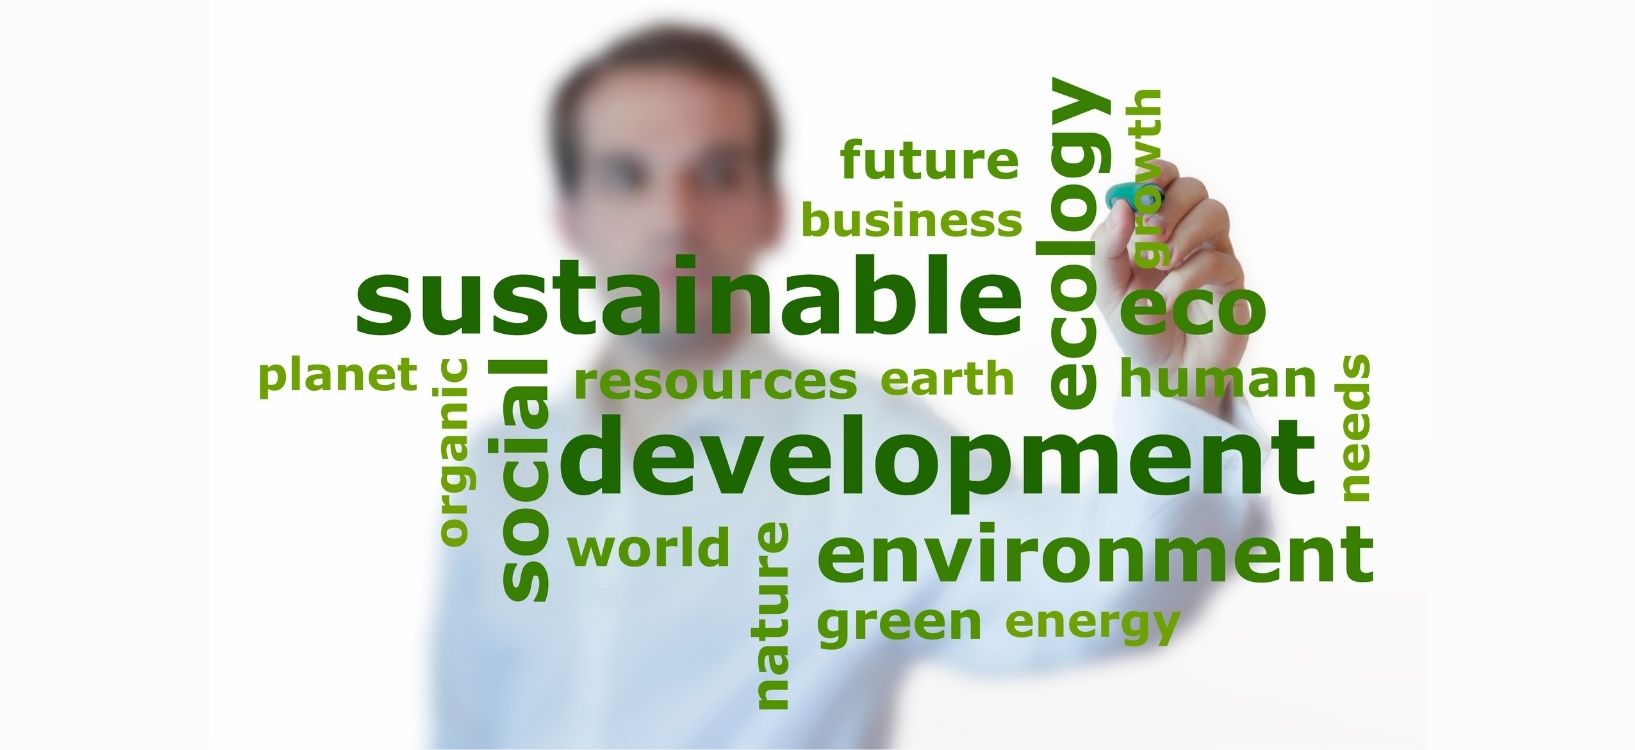 future
business
sustainable
ecology
growth
eco
planet
organic
social
resources
earth
human
needs
development
world
nature
environment
green
energy